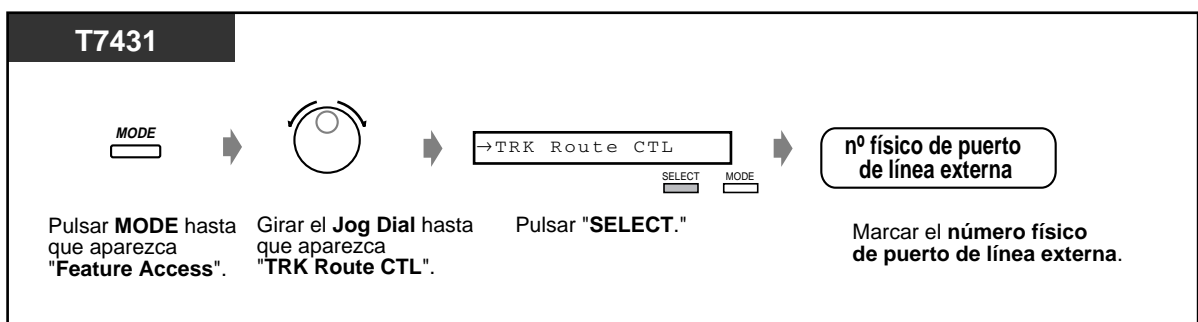 T7431
MODE
→TRK Route CTL
SELECT MODE
nº físico de puerto
de línea externa
Pulsar MODE hasta
que aparezca
"Feature Access".
Girar el Jog Dial hasta
que aparezca
"TRK Route CTL".
Pulsar "SELECT."
Marcar el número físico
de puerto de línea externa.